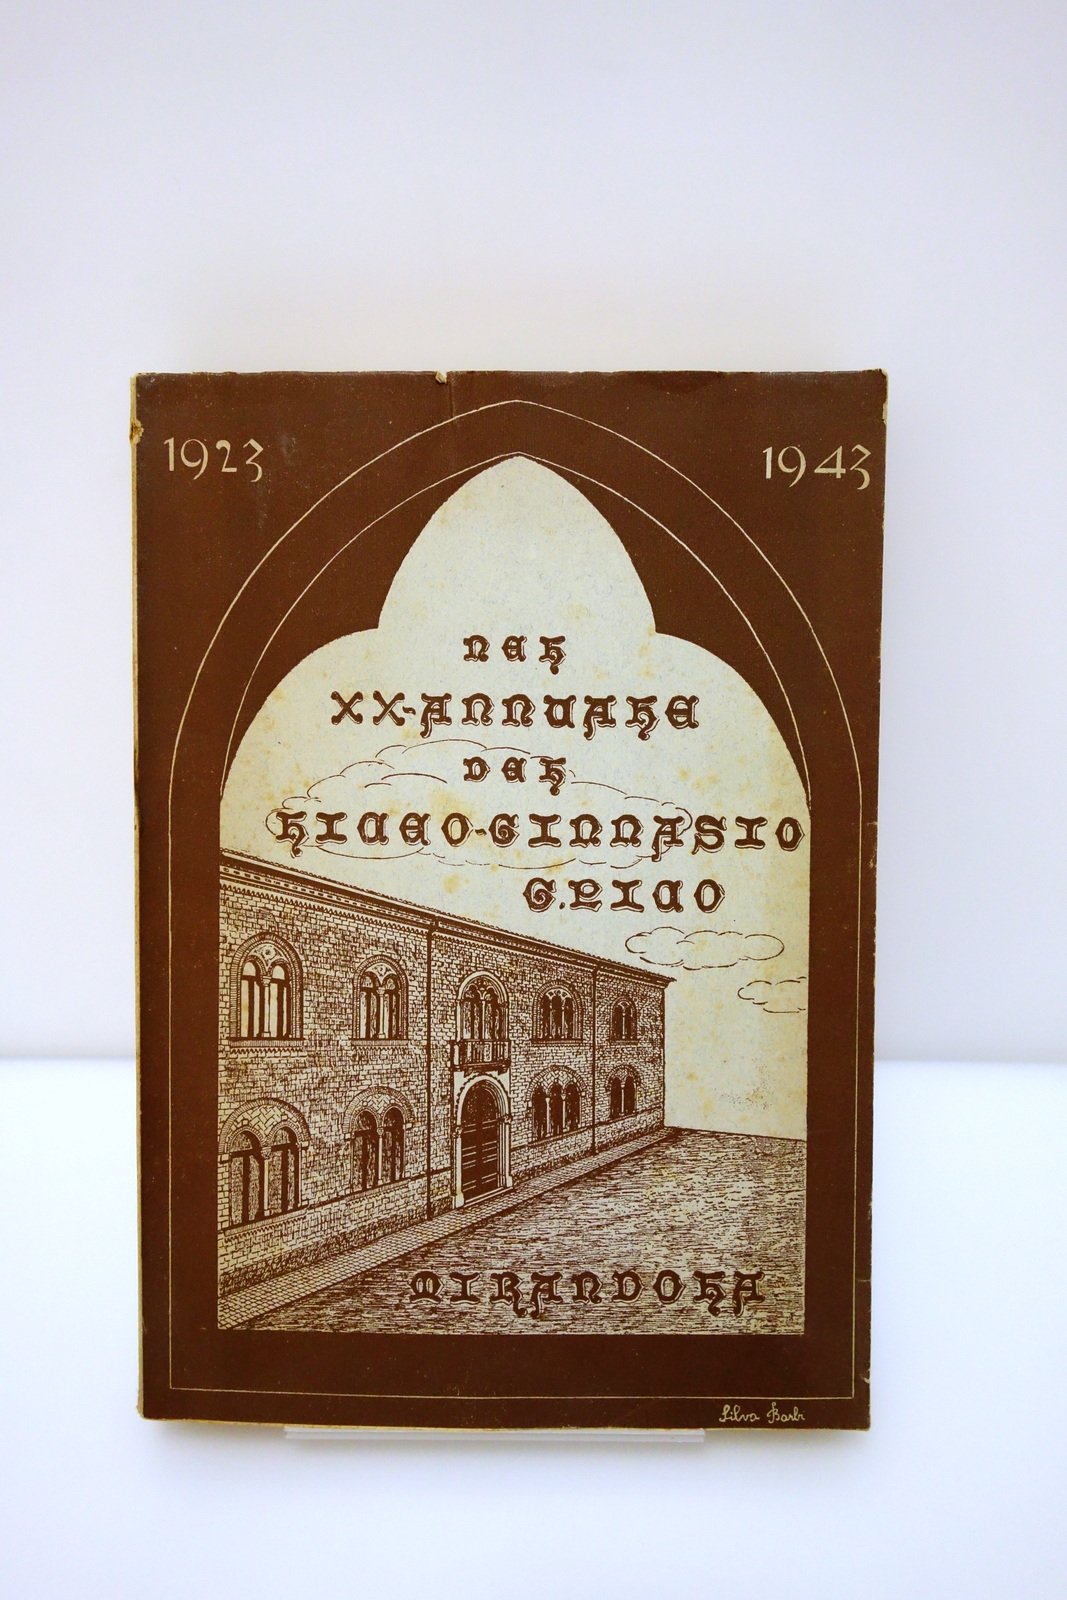 1923 1943
NEL
XX-ANNUALE
DEL
LICEO-GINNASIO
G. PICO
MIRANDOLA
Silva Barbi